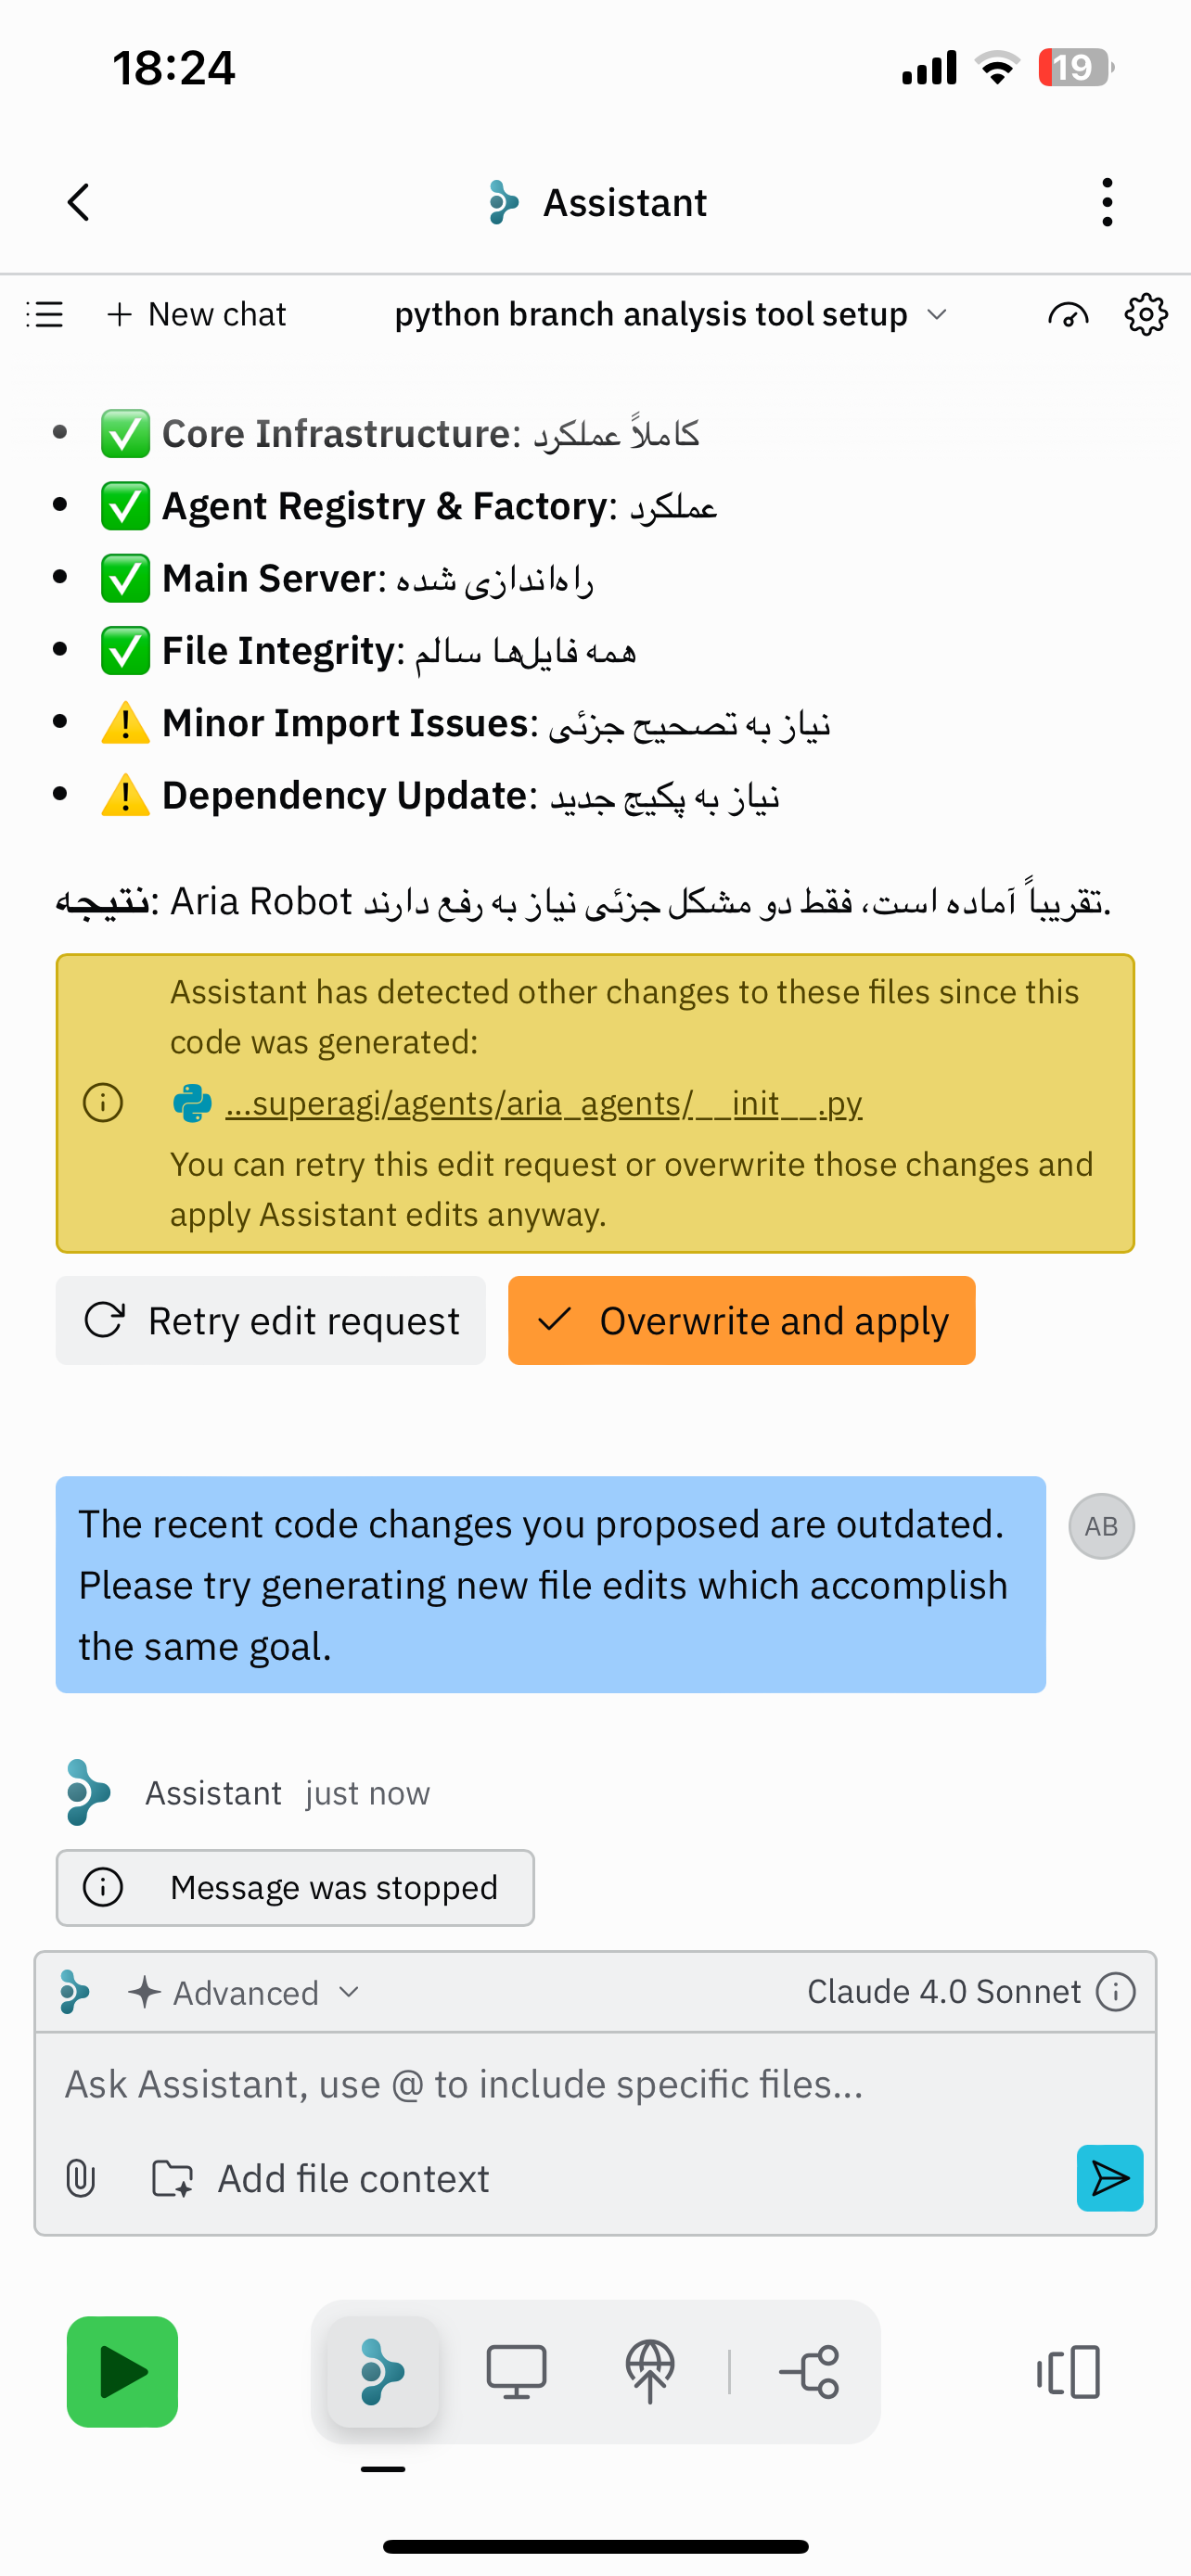 18:24
19
Assistant
New chat
python branch analysis tool setup
Core Infrastructure: کاملاً عملکرد
Agent Registry & Factory: عملکرد
Main Server: راه‌اندازی شده
File Integrity: همه فایل‌ها سالم
Minor Import Issues: نیاز به تصحیح جزئی
Dependency Update: نیاز به پکیج جدید
نتیجه: Aria Robot تقریباً آماده است، فقط دو مشکل جزئی نیاز به رفع دارند.
Assistant has detected other changes to these files since this
code was generated:
...superagi/agents/aria_agents/__init__.py
You can retry this edit request or overwrite those changes and
apply Assistant edits anyway.
Retry edit request
Overwrite and apply
The recent code changes you proposed are outdated.
Please try generating new file edits which accomplish
the same goal.
AB
Assistant just now
Message was stopped
Advanced
Claude 4.0 Sonnet
Ask Assistant, use @ to include specific files...
Add file context